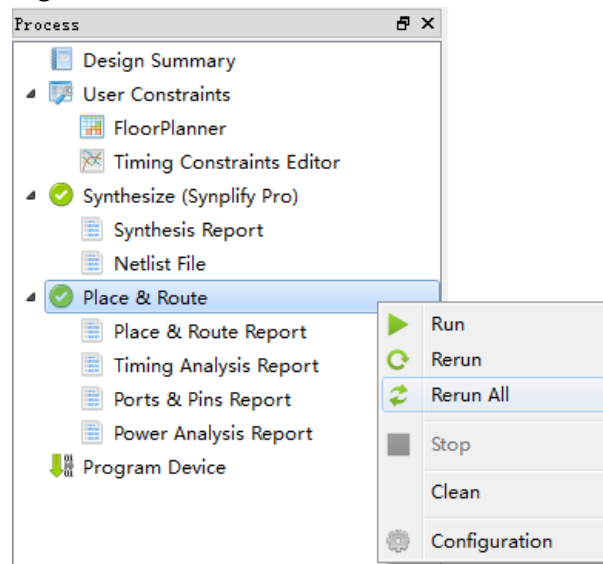 Process
Design Summary
User Constraints
FloorPlanner
Timing Constraints Editor
Synthesize (Synplify Pro)
Synthesis Report
Netlist File
Place & Route
Place & Route Report
Timing Analysis Report
Ports & Pins Report
Power Analysis Report
Program Device
Run
Rerun
Rerun All
Stop
Clean
Configuration